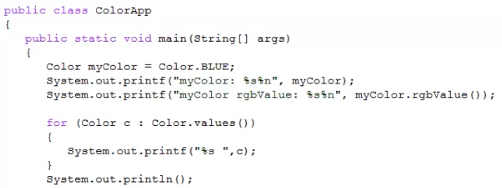 public class ColorApp
{
public static void main(String[] args)
{
Color myColor = Color.BLUE;
System.out.printf("myColor: %s%n", myColor);
System.out.printf("myColor rgbValue: %s%n", myColor.rgbValue());
for (Color c : Color.values())
{
System.out.printf("%s ",c);
}
System.out.println();